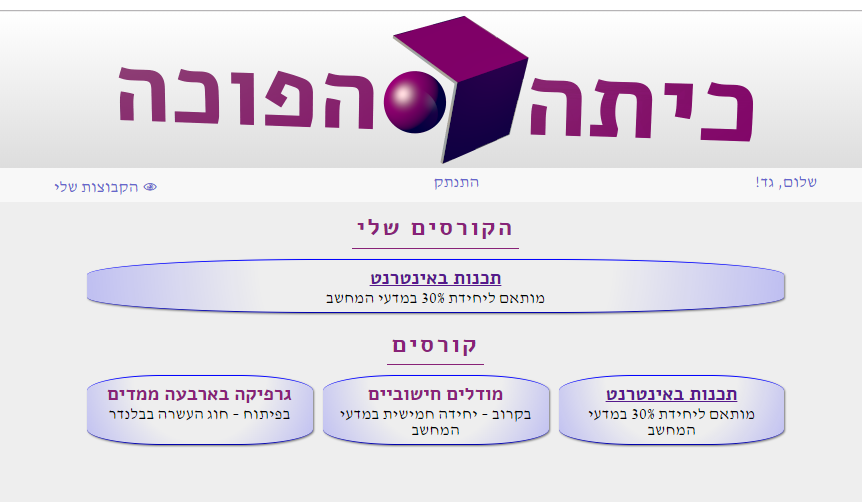 כיתה הפוכה
שלום, גד!
התנתק
הקבוצות שלי
הקורסים שלי
תכנות באינטרנט
מותאם ליחידת 30% במדעי המחשב
קורסים
תכנות באינטרנט
מותאם ליחידת 30% במדעי
המחשב
מודלים חישוביים
בקרוב - יחידה חמישית במדעי
המחשב
גרפיקה בארבעה ממדים
בפיתוח - חוג העשרה בבלנדר